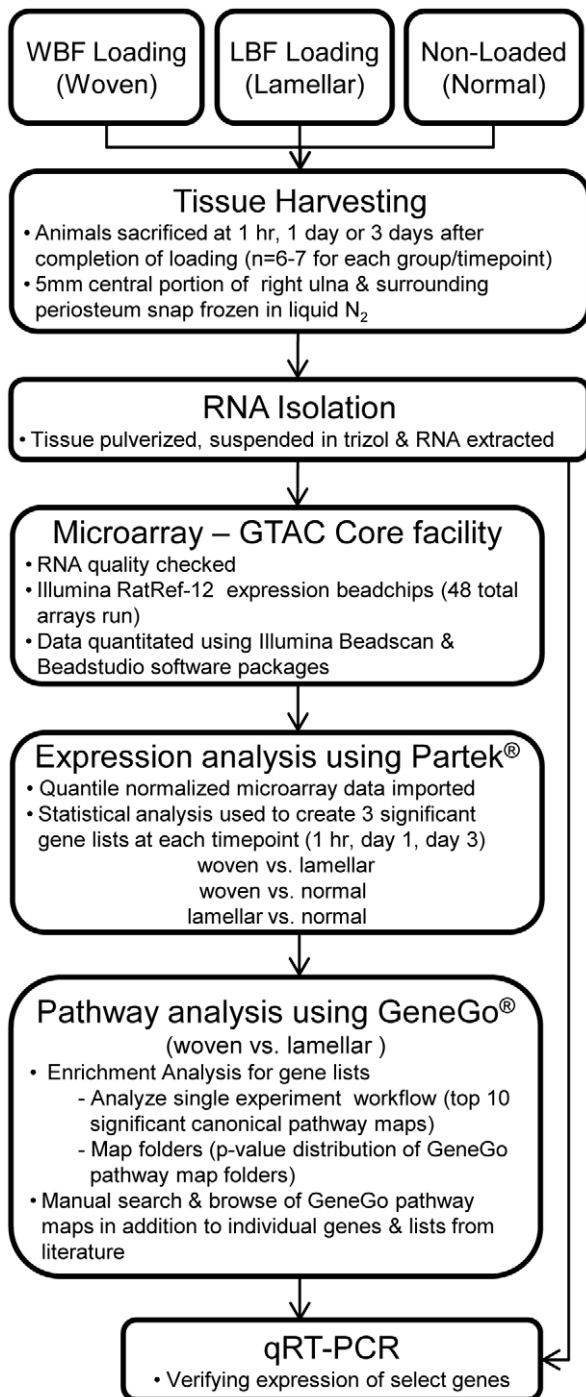 WBF Loading
(Woven)
LBF Loading
(Lamellar)
Non-Loaded
(Normal)
Tissue Harvesting
• Animals sacrificed at 1 hr, 1 day or 3 days after
completion of loading (n=6-7 for each group/timepoint)
• 5mm central portion of right ulna & surrounding
periosteum snap frozen in liquid N₂
RNA Isolation
• Tissue pulverized, suspended in trizol & RNA extracted
Microarray – GTAC Core facility
• RNA quality checked
• Illumina RatRef-12 expression beadchips (48 total
arrays run)
• Data quantitated using Illumina Beadscan &
Beadstudio software packages
Expression analysis using Partek®
• Quantile normalized microarray data imported
• Statistical analysis used to create 3 significant
gene lists at each timepoint (1 hr, day 1, day 3)
woven vs. lamellar
woven vs. normal
lamellar vs. normal
Pathway analysis using GeneGo®
(woven vs. lamellar )
• Enrichment Analysis for gene lists
- Analyze single experiment workflow (top 10
significant canonical pathway maps)
- Map folders (p-value distribution of GeneGo
pathway map folders)
• Manual search & browse of GeneGo pathway
maps in addition to individual genes & lists from
literature
qRT-PCR
• Verifying expression of select genes